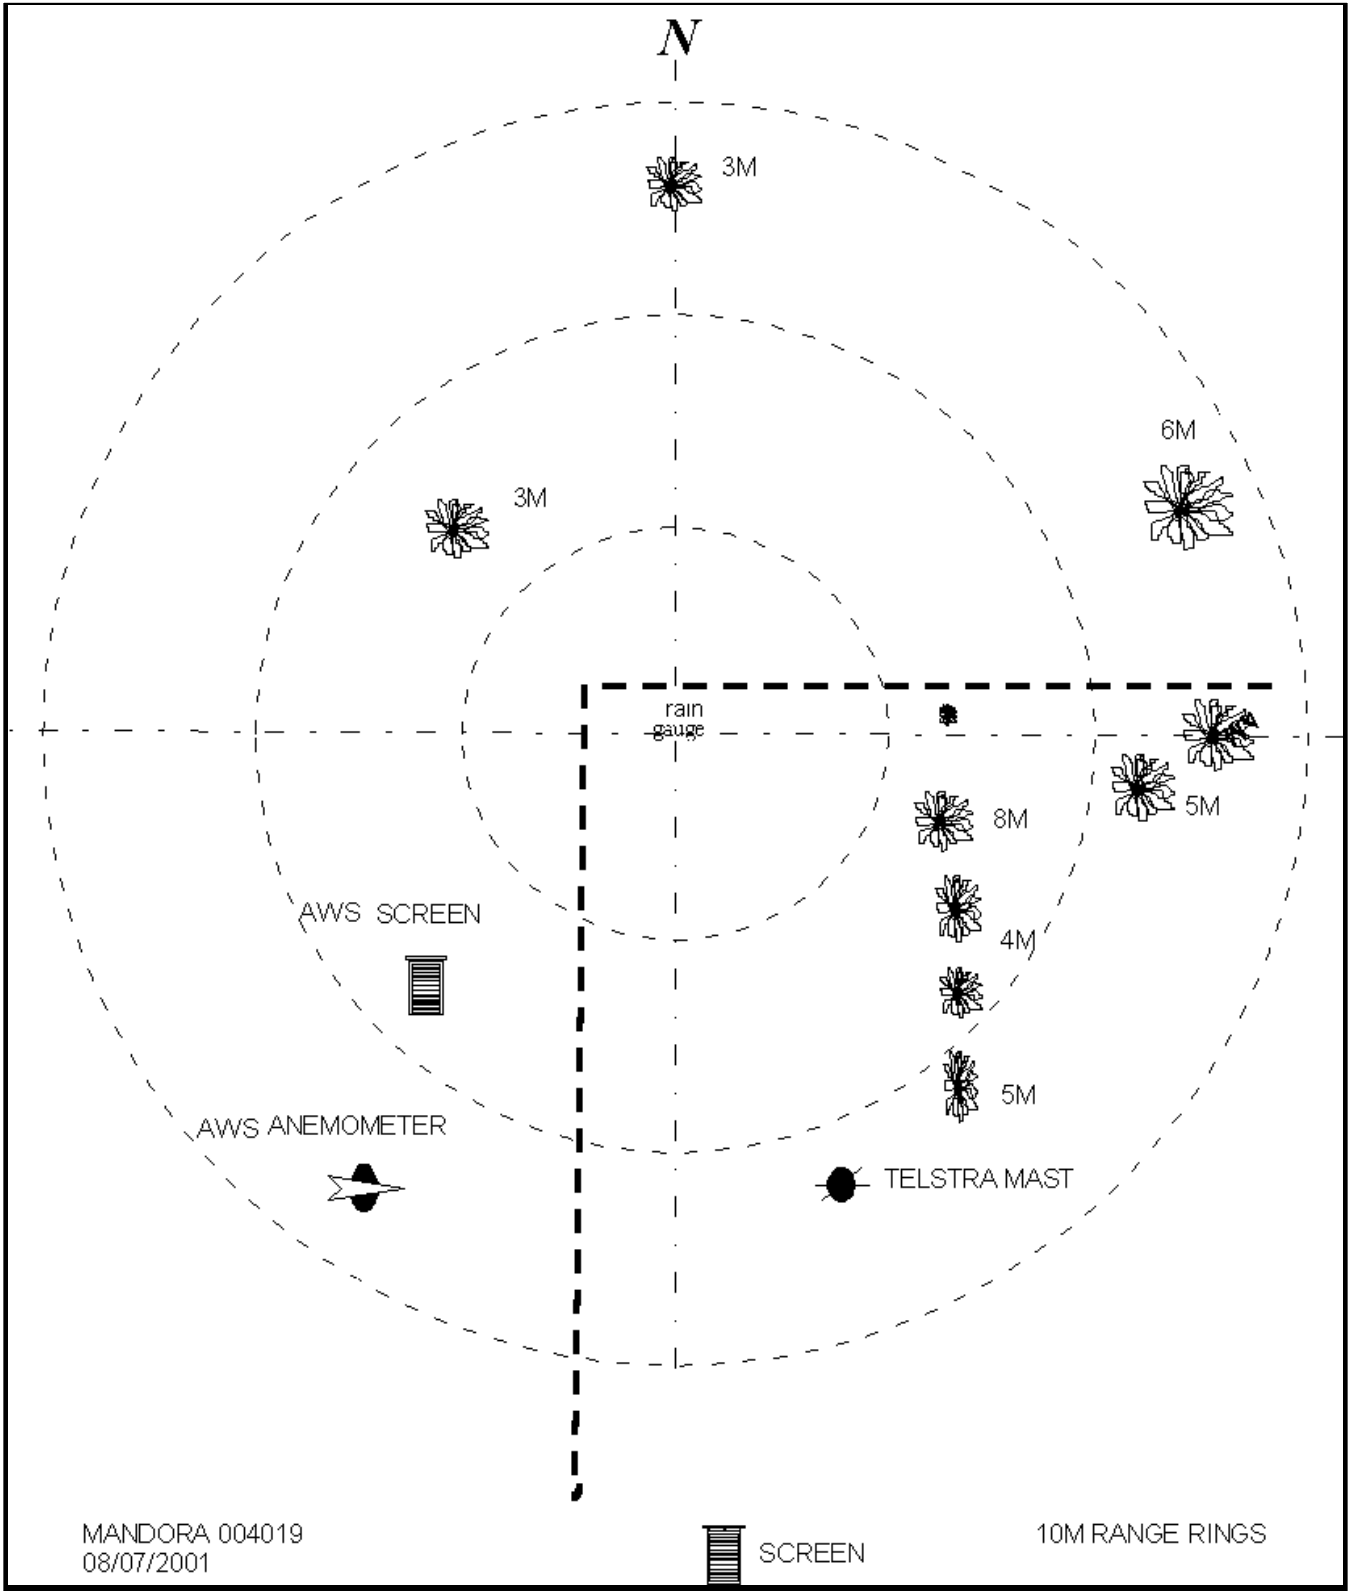 N
3M
6M
3M
rain
gauge
8M
5M
AWS SCREEN
4M
5M
AWS ANEMOMETER
TELSTRA MAST
MANDORA 004019
08/07/2001
SCREEN
10M RANGE RINGS